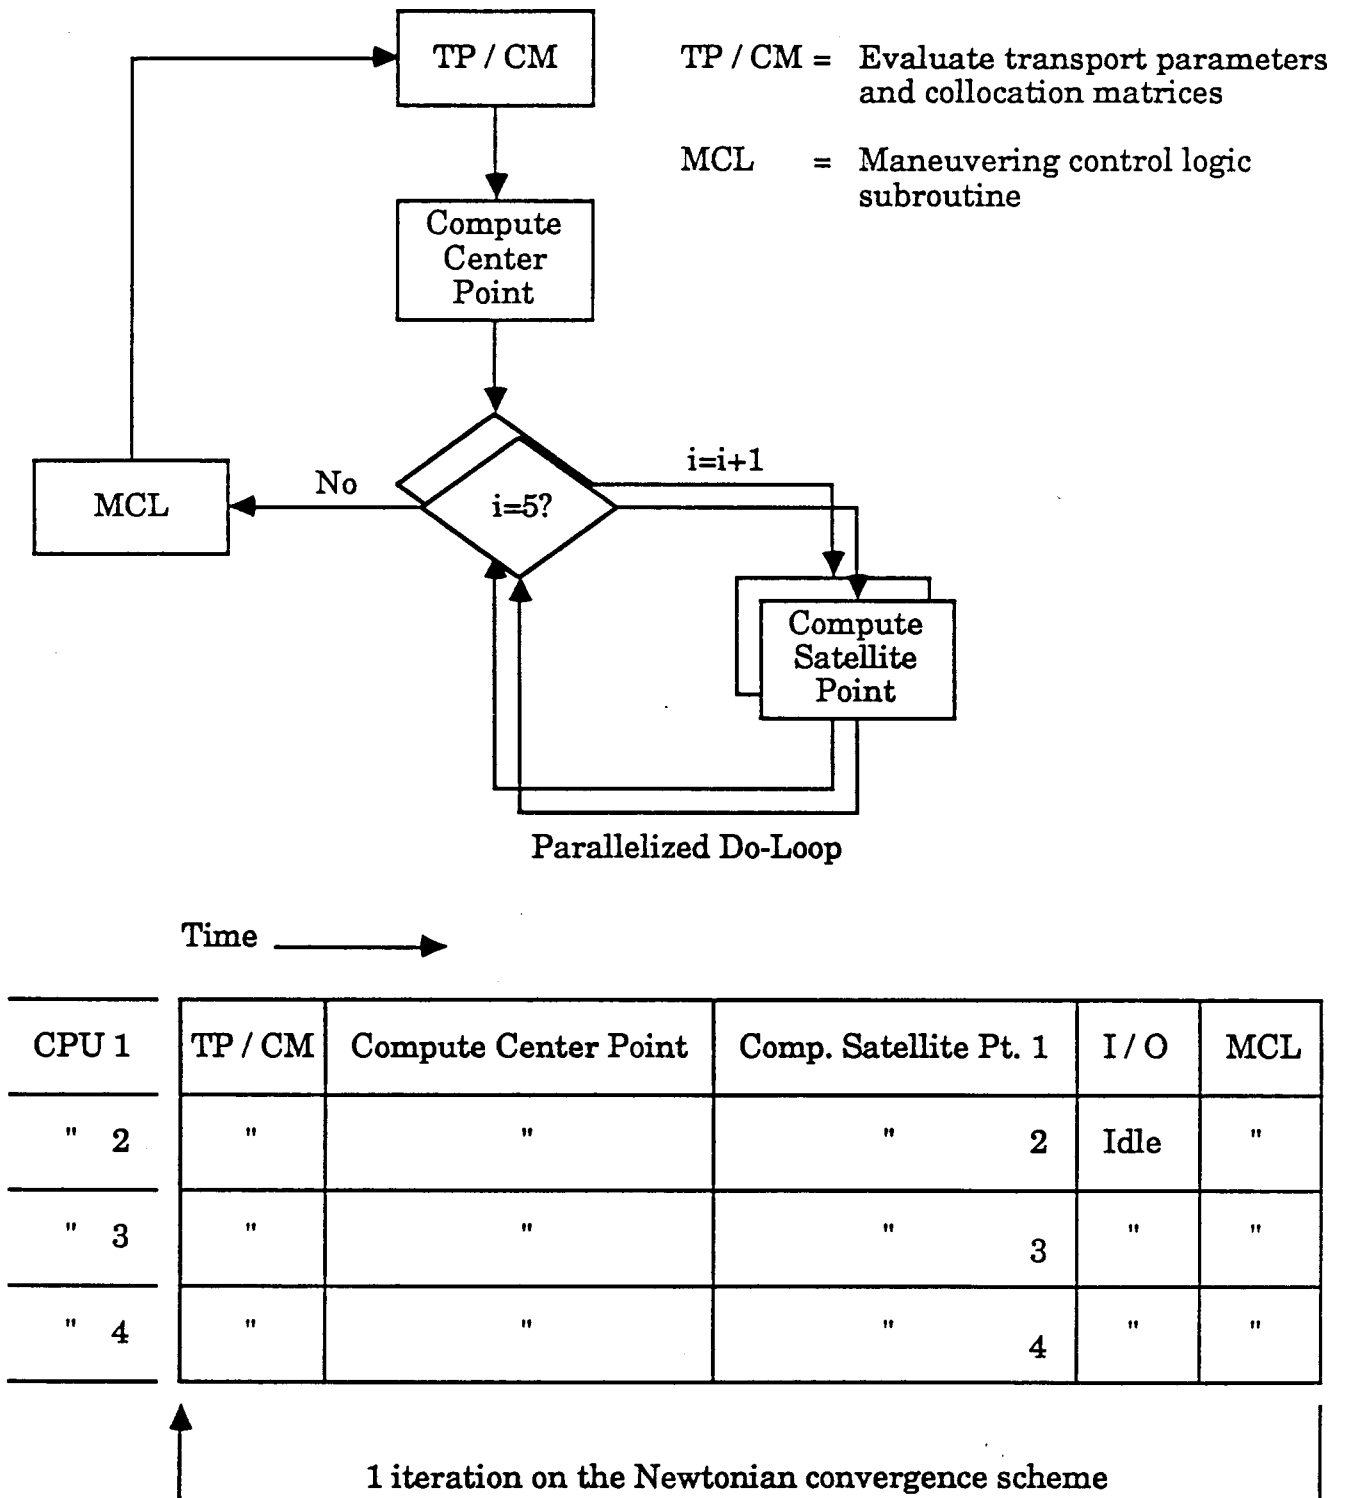 TP / CM
TP / CM = Evaluate transport parameters
and collocation matrices
MCL = Maneuvering control logic
subroutine
Compute
Center
Point
i=i+1
No
MCL
i=5?
Compute
Satellite
Point
Parallelized Do-Loop
Time
CPU 1 TP / CM Compute Center Point Comp. Satellite Pt. 1 I / O MCL
" 2 " " " 2 Idle "
" 3 " " " 3 " "
" 4 " " " 4 " "
1 iteration on the Newtonian convergence scheme